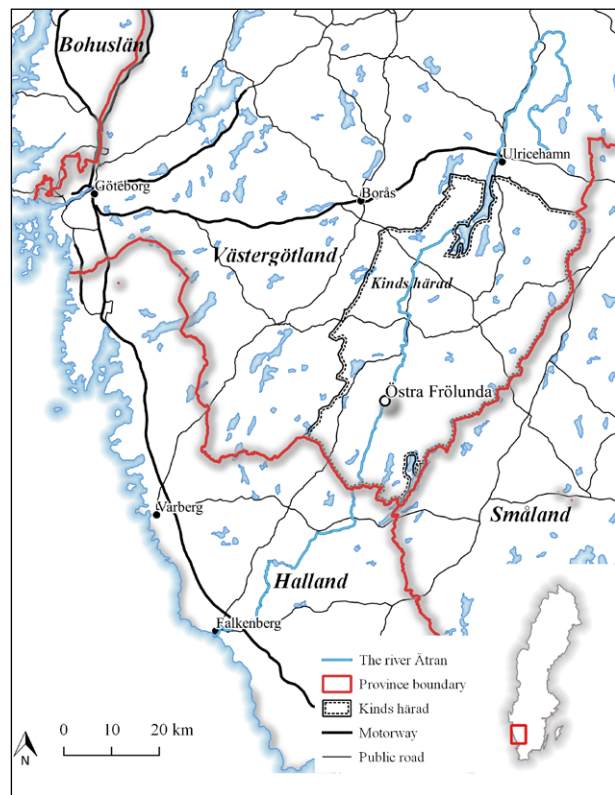 Bohuslän
Ulricehamn
Göteborg
Borås
Västergötland
Kinds härad
Östra Frölunda
Varberg
Småland
Halland
Falkenberg
The river Ätran
Province boundary
Kinds härad
Motorway
Public road
0 10 20 km
N